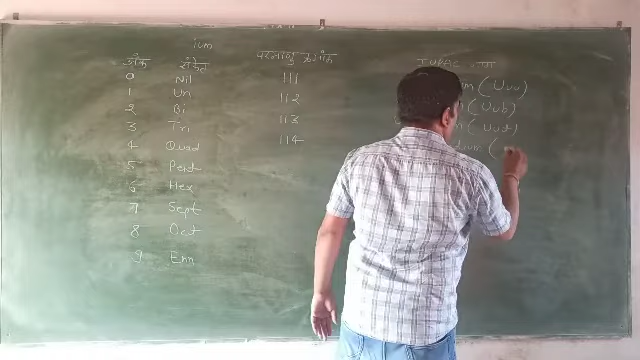 ium
अंक संकेत परमाणु क्रमांक IUPAC नाम
0 Nil 111 m (Uuu)
1 Un 112 m (Uub)
2 Bi 113 m (Uut)
3 Tri 114 dium (
4 Quad
5 Pent
6 Hex
7 Sept
8 Oct
9 Enn